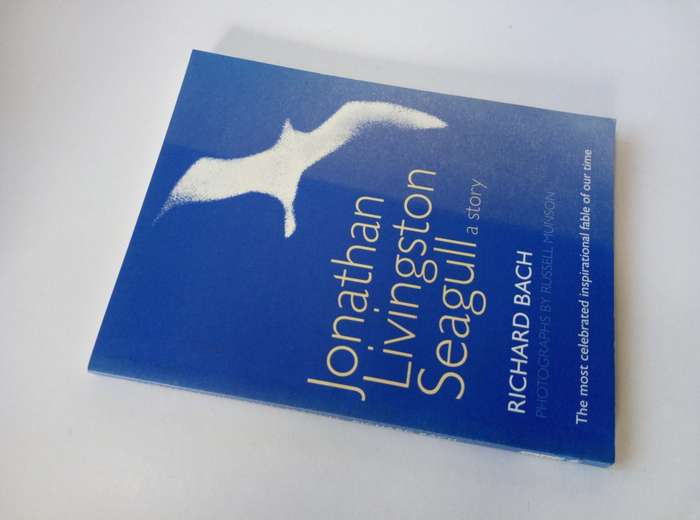 Jonathan
Livingston
Seagull a story
RICHARD BACH
PHOTOGRAPHS BY RUSSELL MUNSON
The most celebrated inspirational fable of our time